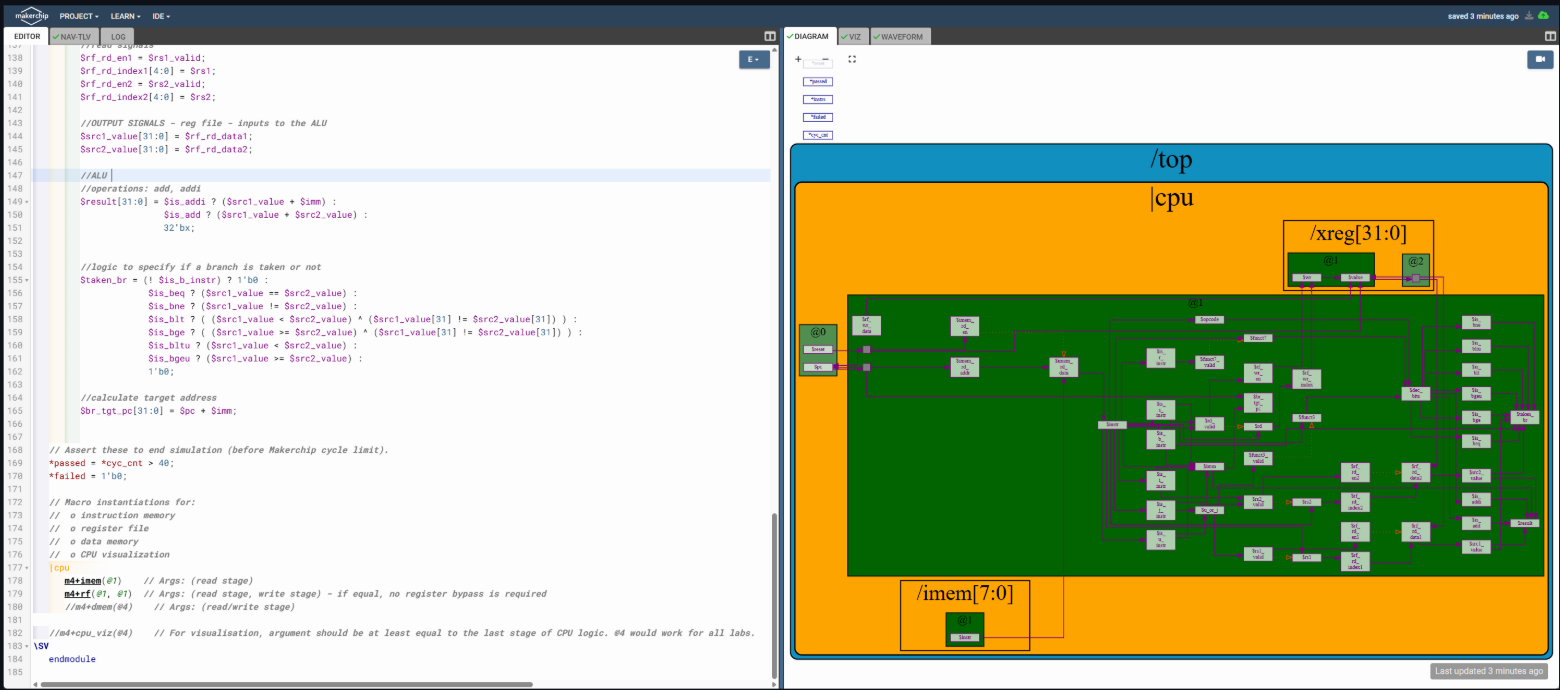 makerchip PROJECT LEARN IDE saved 3 minutes ago
EDITOR NAV-TLV LOG
137 //read signals
138 $rf_rd_en1 = $rs1_valid;
139 $rf_rd_index1[4:0] = $rs1;
140 $rf_rd_en2 = $rs2_valid;
141 $rf_rd_index2[4:0] = $rs2;
142
143 //OUTPUT SIGNALS - reg file - inputs to the ALU
144 $src1_value[31:0] = $rf_rd_data1;
145 $src2_value[31:0] = $rf_rd_data2;
146
147 //ALU
148 //operations: add, addi
149 $result[31:0] = $is_addi ? ($src1_value + $imm) :
150 $is_add ? ($src1_value + $src2_value) :
151 32'bx;
152
153
154 //logic to specify if a branch is taken or not
155 $taken_br = (! $is_b_instr) ? 1'b0 :
156 $is_beq ? ($src1_value == $src2_value) :
157 $is_bne ? ($src1_value != $src2_value) :
158 $is_blt ? ( ($src1_value < $src2_value) ^ ($src1_value[31] != $src2_value[31]) ) :
159 $is_bge ? ( ($src1_value >= $src2_value) ^ ($src1_value[31] != $src2_value[31]) ) :
160 $is_bltu ? ($src1_value < $src2_value) :
161 $is_bgeu ? ($src1_value >= $src2_value) :
162 1'b0;
163
164 //calculate target address
165 $br_tgt_pc[31:0] = $pc + $imm;
166
167
168 // Assert these to end simulation (before Makerchip cycle limit).
169 *passed = *cyc_cnt > 40;
170 *failed = 1'b0;
171
172 // Macro instantiations for:
173 // o instruction memory
174 // o register file
175 // o data memory
176 // o CPU visualization
177 |cpu
178 m4+imem(@1) // Args: (read stage)
179 m4+rf(@1, @1) // Args: (read stage, write stage) - if equal, no register bypass is required
180 //m4+dmem(@4) // Args: (read/write stage)
181
182 //m4+cpu_viz(@4) // For visualisation, argument should be at least equal to the last stage of CPU logic. @4 would work for all labs.
183 \SV
184 endmodule
185
E
DIAGRAM VIZ WAVEFORM
*passed
*failed
*cyc_cnt
/top
|cpu
/xreg[31:0]
@1
@2
$wr
$value
@1
@0
$reset
$pc
$opcode
$funct7
$instr
$rd
$imm
$rs2
$rs1
$result
/imem[7:0]
@1
$instr
Last updated 3 minutes ago